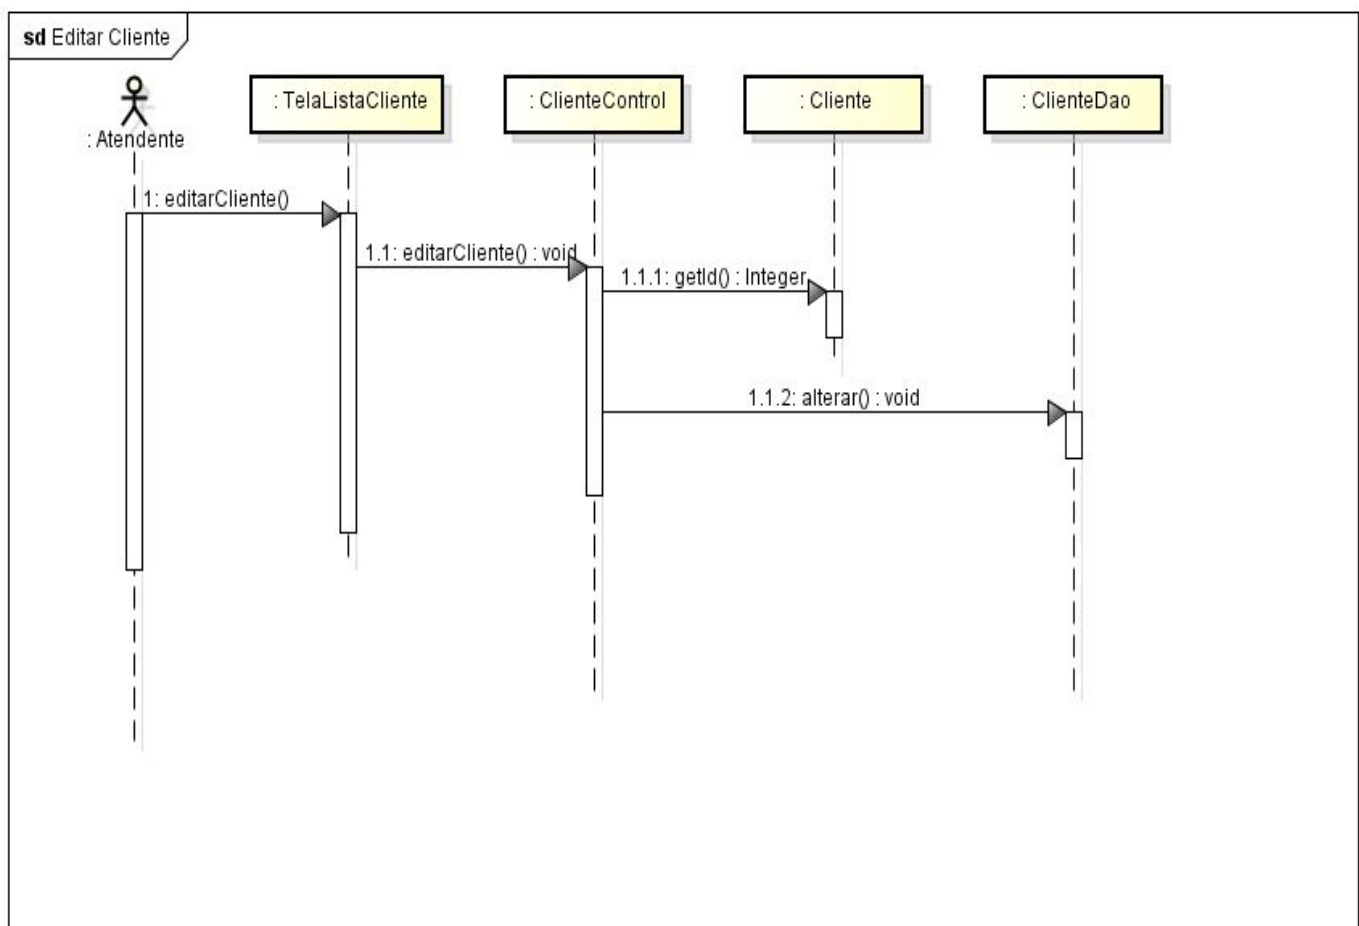 sd Editar Cliente
: Atendente
: TelaListaCliente
: ClienteControl
: Cliente
: ClienteDao
1: editarCliente()
1.1: editarCliente() : void
1.1.1: getId() : Integer
1.1.2: alterar() : void